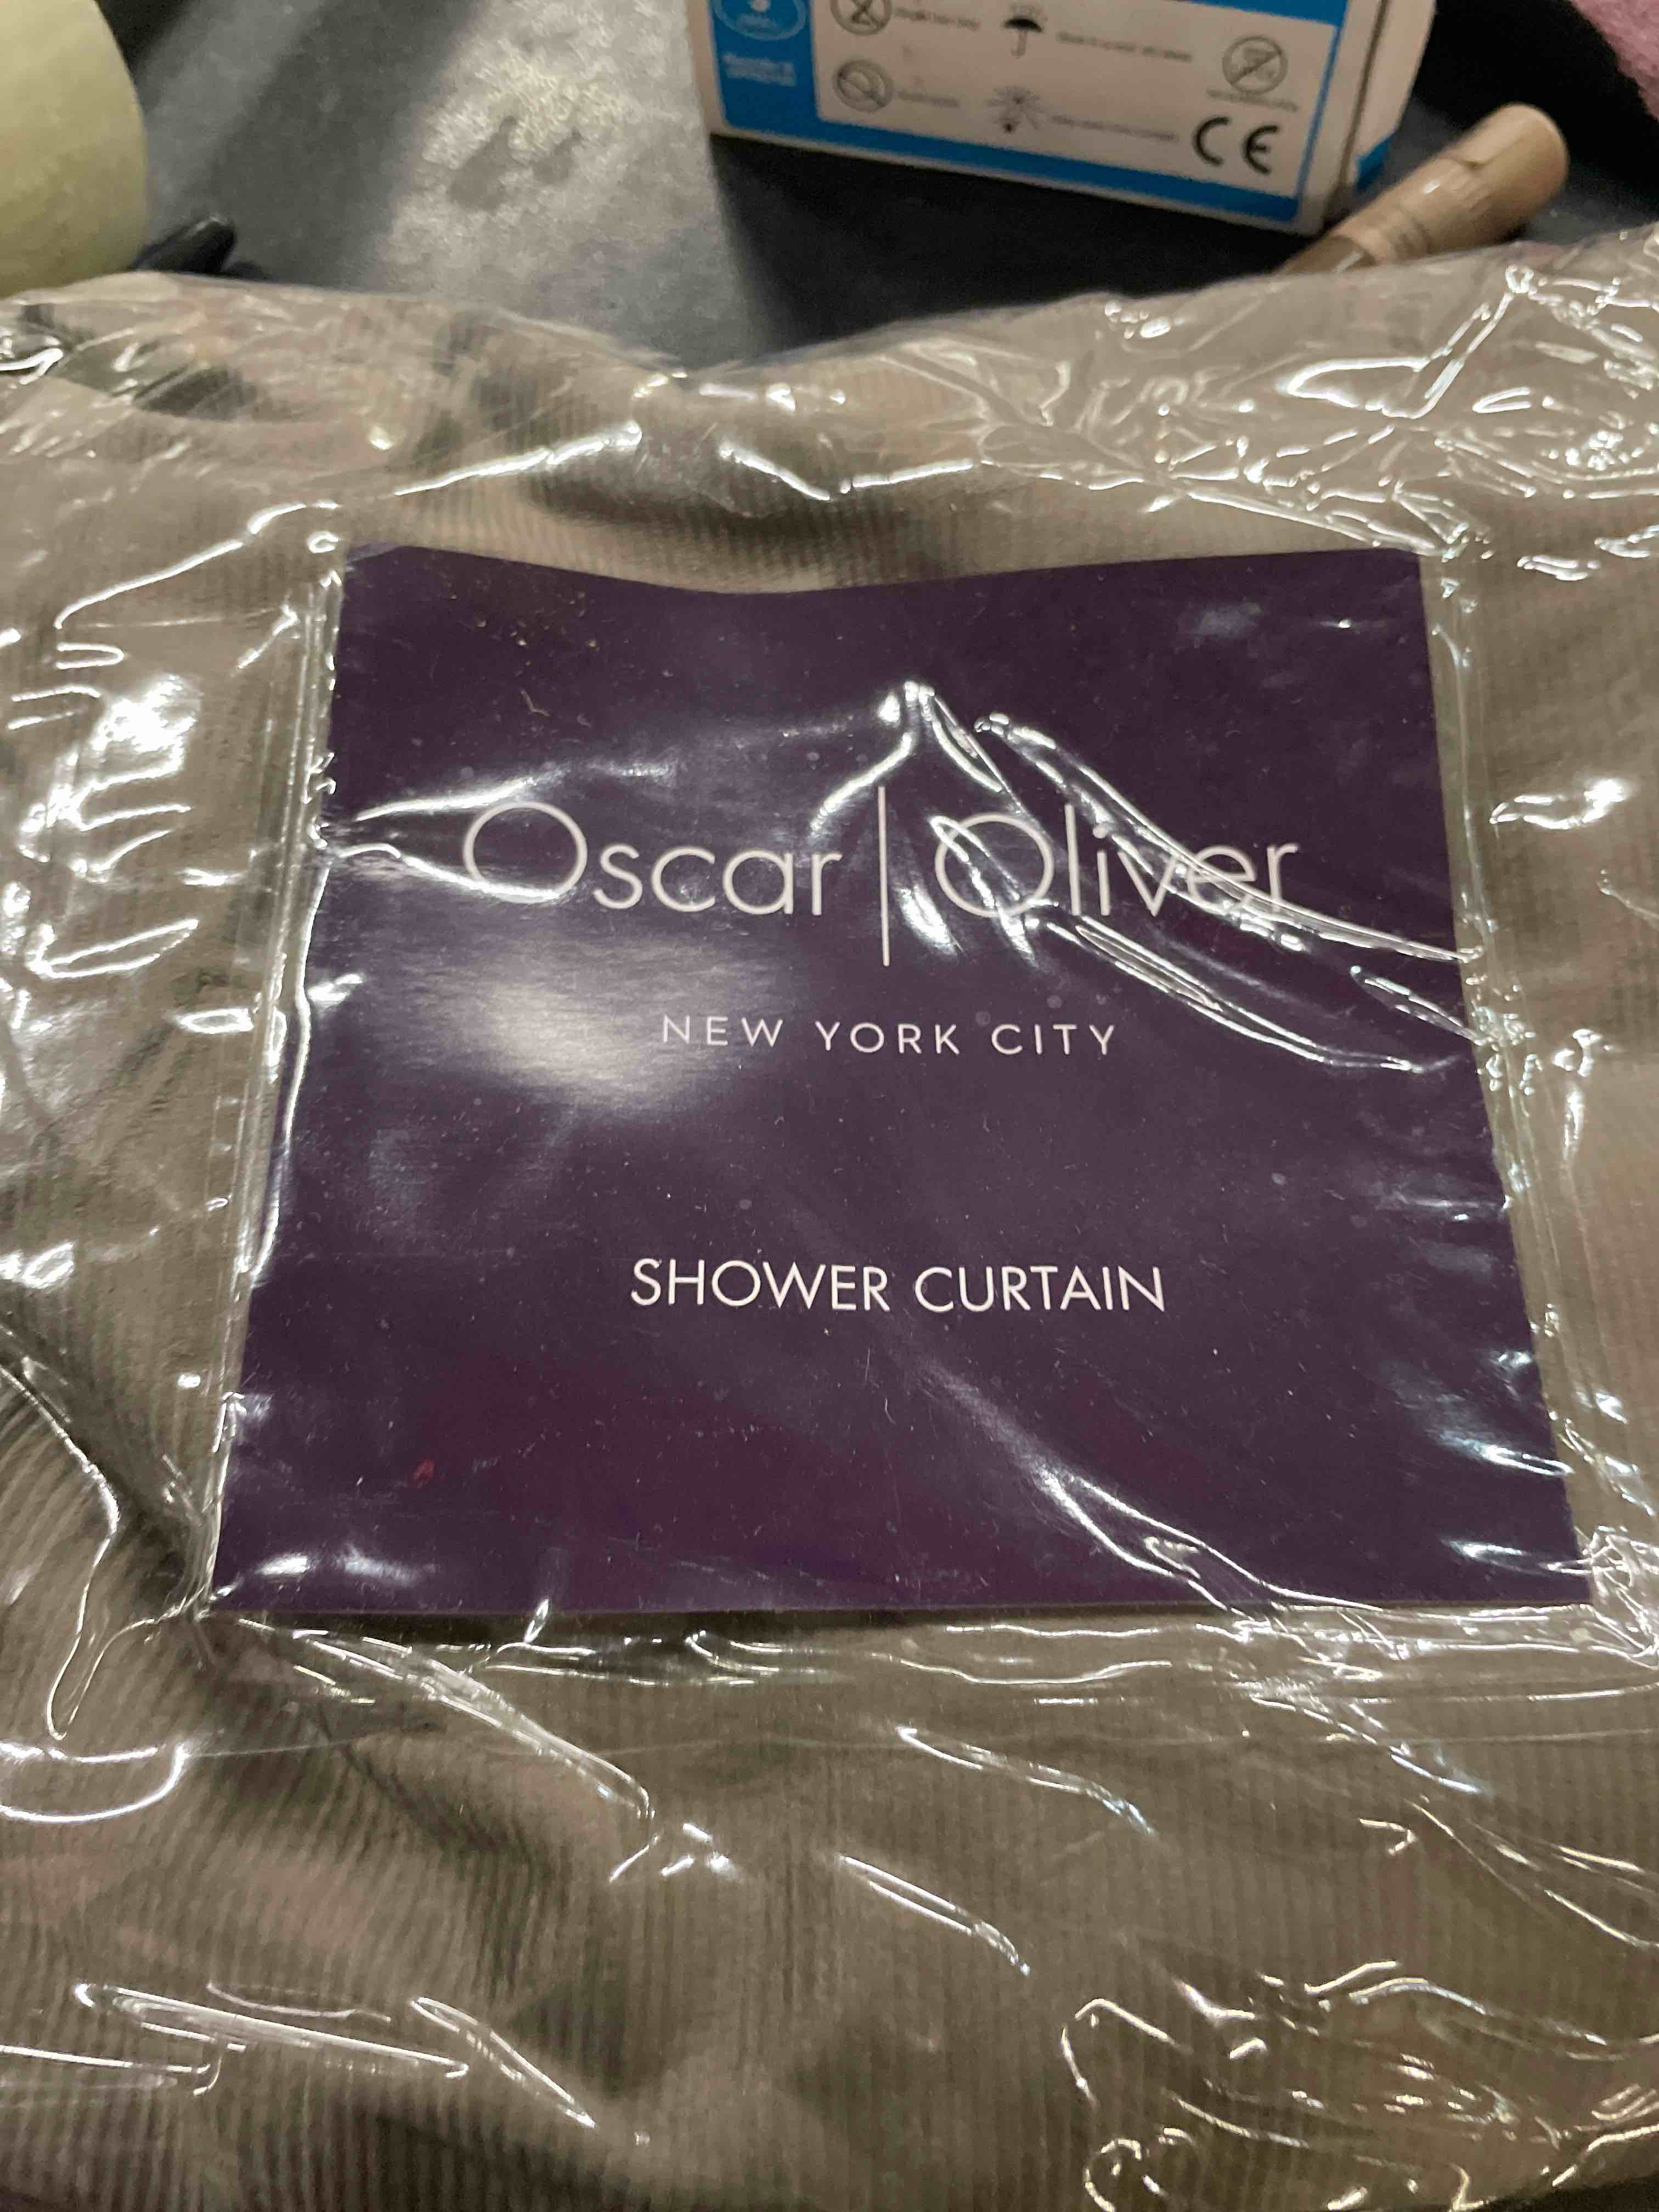 CE
Oscar | Oliver
NEW YORK CITY
SHOWER CURTAIN